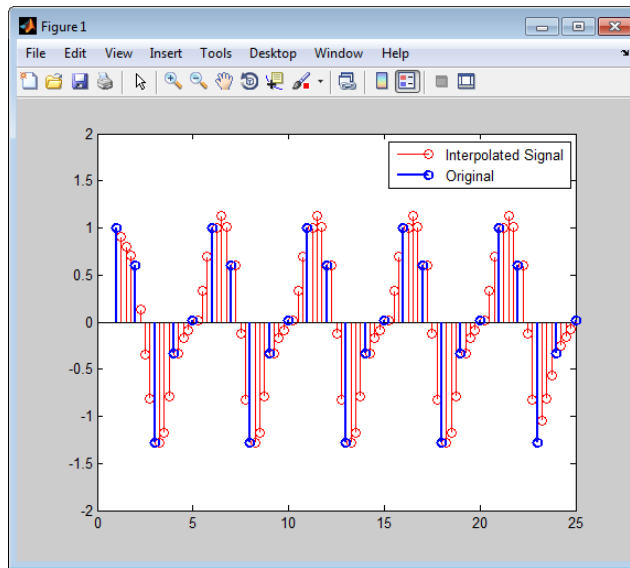 Figure 1
File Edit View Insert Tools Desktop Window Help
2
1.5
1
0.5
0
-0.5
-1
-1.5
-2
0 5 10 15 20 25
Interpolated Signal
Original